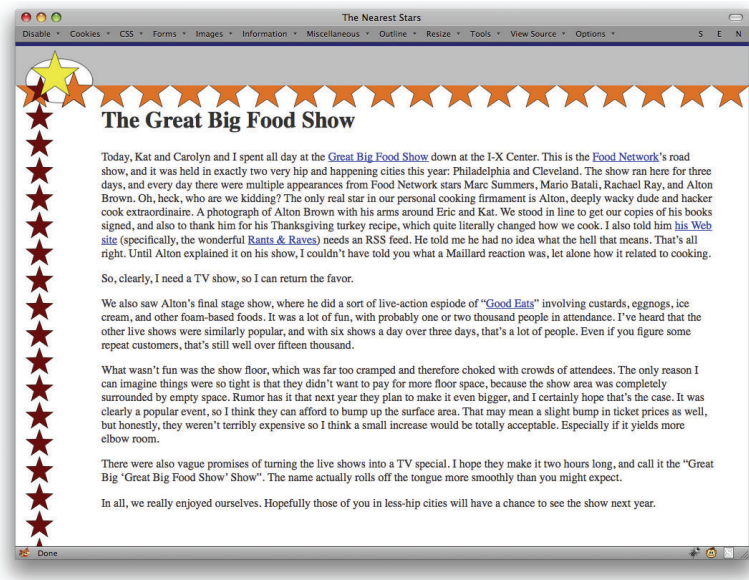 The Nearest Stars
Disable Cookies CSS Forms Images Information Miscellaneous Outline Resize Tools View Source Options S E N
The Great Big Food Show
Today, Kat and Carolyn and I spent all day at the Great Big Food Show down at the I-X Center. This is the Food Network’s road
show, and it was held in exactly two very hip and happening cities this year: Philadelphia and Cleveland. The show ran here for three
days, and every day there were multiple appearances from Food Network stars Marc Summers, Mario Batali, Rachael Ray, and Alton
Brown. Oh, heck, who are we kidding? The only real star in our personal cooking firmament is Alton, deeply wacky dude and hacker
cook extraordinaire. A photograph of Alton Brown with his arms around Eric and Kat. We stood in line to get our copies of his books
signed, and also to thank him for his Thanksgiving turkey recipe, which quite literally changed how we cook. I also told him his Web
site (specifically, the wonderful Rants & Raves) needs an RSS feed. He told me he had no idea what the hell that means. That’s all
right. Until Alton explained it on his show, I couldn’t have told you what a Maillard reaction was, let alone how it related to cooking.
So, clearly, I need a TV show, so I can return the favor.
We also saw Alton’s final stage show, where he did a sort of live-action espiode of “Good Eats” involving custards, eggnogs, ice
cream, and other foam-based foods. It was a lot of fun, with probably one or two thousand people in attendance. I’ve heard that the
other live shows were similarly popular, and with six shows a day over three days, that’s a lot of people. Even if you figure some
repeat customers, that’s still well over fifteen thousand.
What wasn’t fun was the show floor, which was far too cramped and therefore choked with crowds of attendees. The only reason I
can imagine things were so tight is that they didn’t want to pay for more floor space, because the show area was completely
surrounded by empty space. Rumor has it that next year they plan to make it even bigger, and I certainly hope that’s the case. It was
clearly a popular event, so I think they can afford to bump up the surface area. That may mean a slight bump in ticket prices as well,
but honestly, they weren’t terribly expensive so I think a small increase would be totally acceptable. Especially if it yields more
elbow room.
There were also vague promises of turning the live shows into a TV special. I hope they make it two hours long, and call it the “Great
Big ‘Great Big Food Show’ Show”. The name actually rolls off the tongue more smoothly than you might expect.
In all, we really enjoyed ourselves. Hopefully those of you in less-hip cities will have a chance to see the show next year.
Done